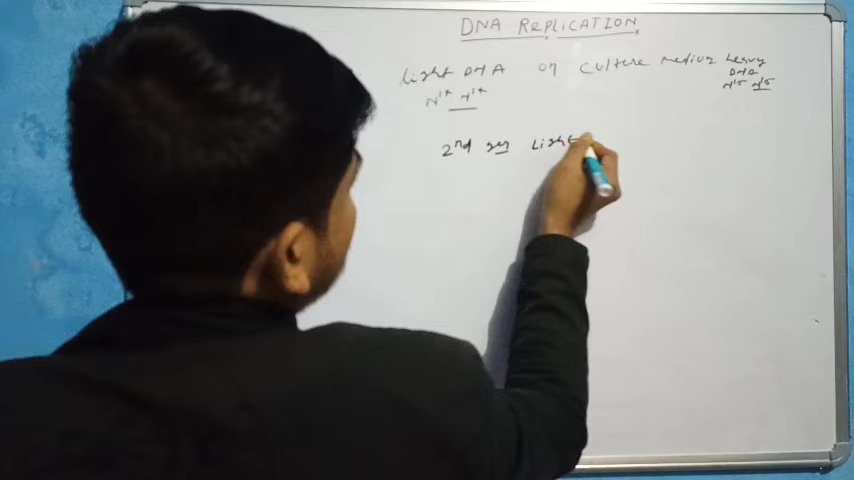 DNA REPLICATION
light DNA on culture medium heavy
DNA
N¹⁴ N¹⁴ N¹⁵ N¹⁵
2nd gen Light